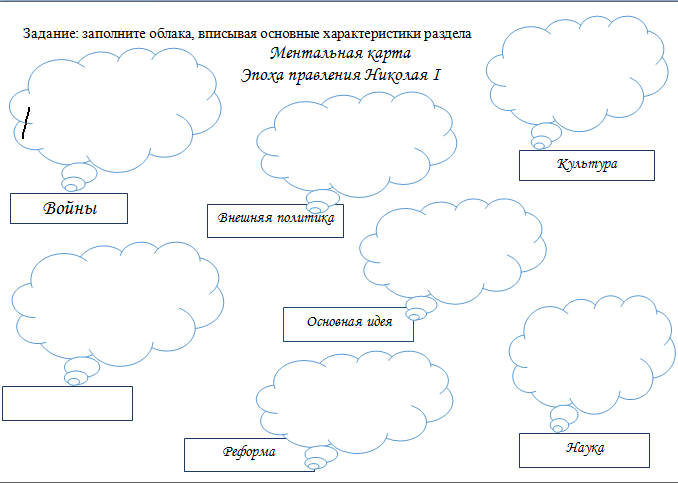 Задание: заполните облака, вписывая основные характеристики раздела
Ментальная карта
Эпоха правления Николая I
Культура
Войны
Внешняя политика
Основная идея
Реформа
Наука